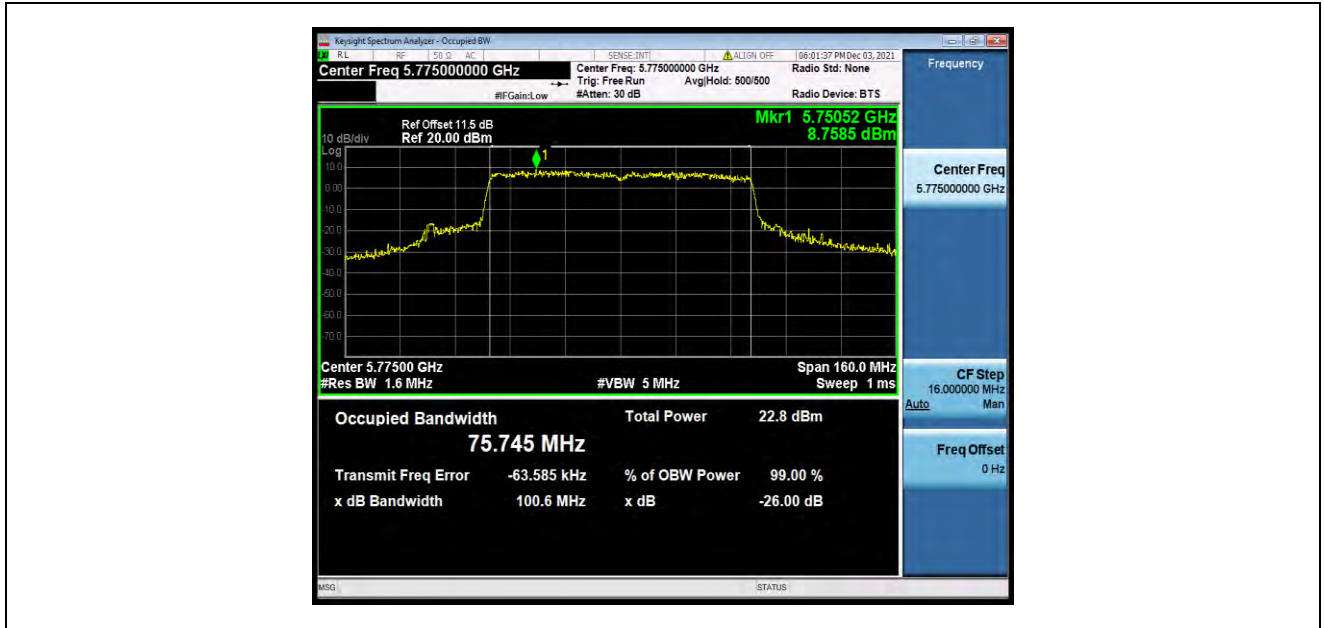 Keysight Spectrum Analyzer - Occupied BW
RL RF 50 Ω AC SENSE:INT ALIGN OFF 06:01:37 PM Dec 03, 2021
Center Freq 5.775000000 GHz
Center Freq: 5.775000000 GHz Radio Std: None
Trig: Free Run Avg|Hold: 500/500
#IFGain:Low #Atten: 30 dB Radio Device: BTS
Frequency
Mkr1 5.75052 GHz
8.7585 dBm
Ref Offset 11.5 dB
10 dB/div Ref 20.00 dBm
Log
1
10.0
0.00
-10.0
-20.0
-30.0
-40.0
-50.0
-60.0
-70.0
Center 5.77500 GHz Span 160.0 MHz
#Res BW 1.6 MHz #VBW 5 MHz Sweep 1 ms
Occupied Bandwidth Total Power 22.8 dBm
75.745 MHz
Transmit Freq Error -63.585 kHz % of OBW Power 99.00 %
x dB Bandwidth 100.6 MHz x dB -26.00 dB
Center Freq
5.775000000 GHz
CF Step
16.000000 MHz
Auto Man
Freq Offset
0 Hz
MSG STATUS